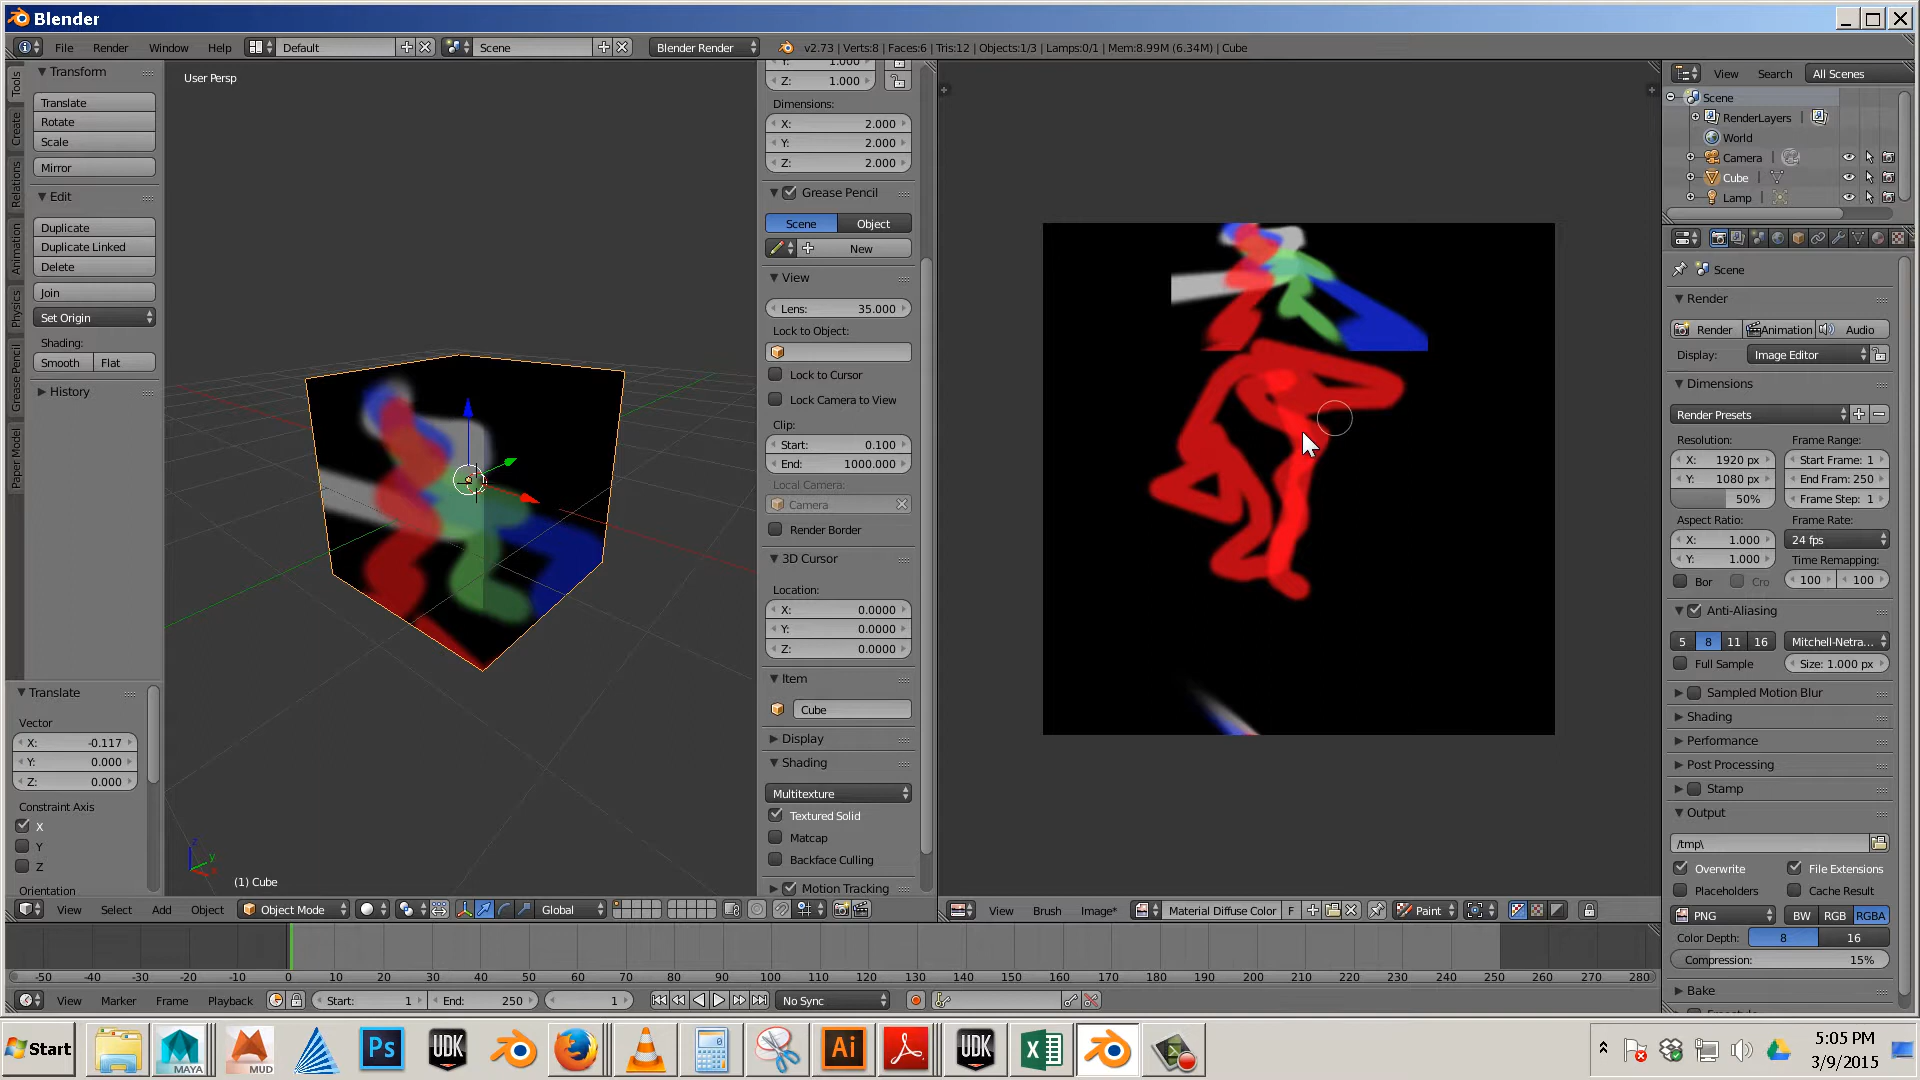 Blender
File Render Window Help Default Scene Blender Render v2.73 | Verts:8 | Faces:6 | Tris:12 | Objects:1/3 | Lamps:0/1 | Mem:8.99M (6.34M) | Cube
Tools
Create
Relations
Animation
Physics
Grease Pencil
Paper Model
Transform
Translate
Rotate
Scale
Mirror
Edit
Duplicate
Duplicate Linked
Delete
Join
Set Origin
Shading:
Smooth Flat
History
Translate
Vector
X: -0.117
Y: 0.000
Z: 0.000
Constraint Axis
X
Y
Z
Orientation
User Persp
(1) Cube
Y: 1.000
Z: 1.000
Dimensions:
X: 2.000
Y: 2.000
Z: 2.000
Grease Pencil
Scene Object
New
View
Lens: 35.000
Lock to Object:
Lock to Cursor
Lock Camera to View
Clip:
Start: 0.100
End: 1000.000
Local Camera:
Camera
Render Border
3D Cursor
Location:
X: 0.0000
Y: 0.0000
Z: 0.0000
Item
Cube
Display
Shading
Multitexture
Textured Solid
Matcap
Backface Culling
Motion Tracking
View Select Add Object Object Mode Global
View Brush Image* Material Diffuse Color F Paint
View Search All Scenes
Scene
RenderLayers
World
Camera
Cube
Lamp
Scene
Render
Render Animation Audio
Display: Image Editor
Dimensions
Render Presets
Resolution: Frame Range:
X: 1920 px Start Frame: 1
Y: 1080 px End Fram: 250
50% Frame Step: 1
Aspect Ratio: Frame Rate:
X: 1.000 24 fps
Y: 1.000 Time Remapping:
Bor Cro 100 100
Anti-Aliasing
5 8 11 16 Mitchell-Netra...
Full Sample Size: 1.000 px
Sampled Motion Blur
Shading
Performance
Post Processing
Stamp
Output
/tmp\
Overwrite File Extensions
Placeholders Cache Result
PNG BW RGB RGBA
Color Depth: 8 16
Compression: 15%
Bake
-50 -40 -30 -20 -10 0 10 20 30 40 50 60 70 80 90 100 110 120 130 140 150 160 170 180 190 200 210 220 230 240 250 260 270 280
View Marker Frame Playback Start: 1 End: 250 1 No Sync
Start MAYA MUD Ps UDK Ai UDK
5:05 PM
3/9/2015